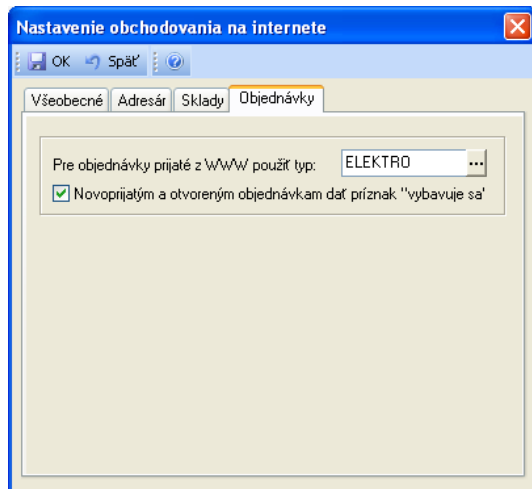 Nastavenie obchodovania na internete
OK Späť
Všeobecné Adresár Sklady Objednávky
Pre objednávky prijaté z WWW použiť typ: ELEKTRO ...
Novoprijatým a otvoreným objednávkam dať príznak "vybavuje sa'